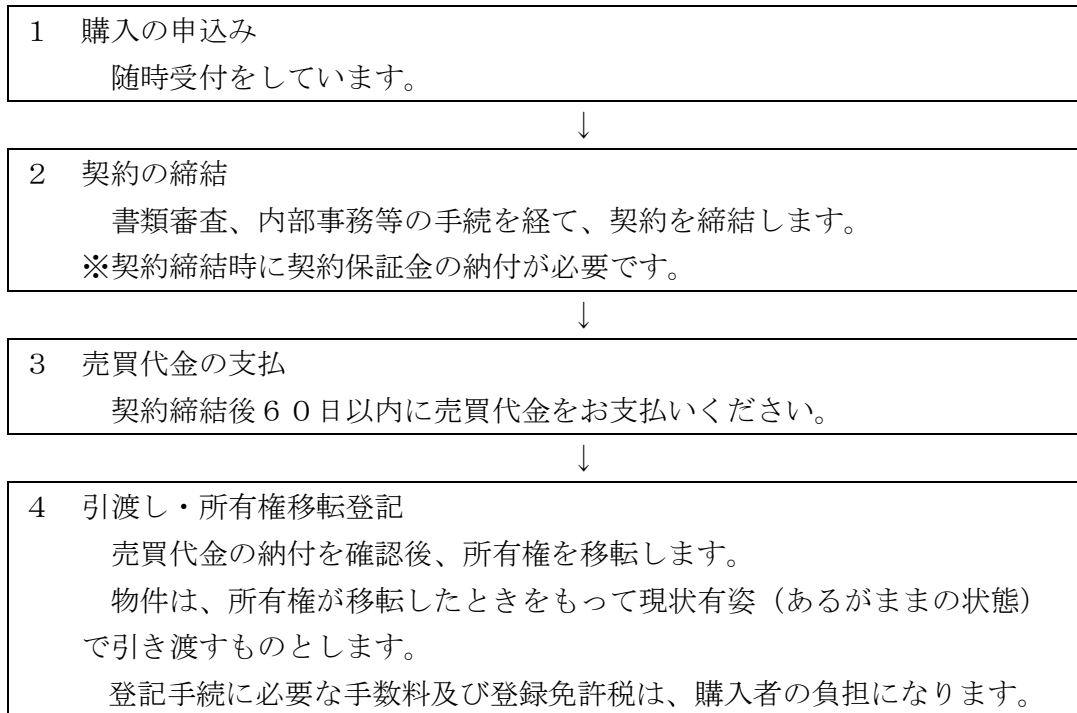 １　購入の申込み
随時受付をしています。
↓
２　契約の締結
書類審査、内部事務等の手続を経て、契約を締結します。
※契約締結時に契約保証金の納付が必要です。
↓
３　売買代金の支払
契約締結後６０日以内に売買代金をお支払いください。
↓
４　引渡し・所有権移転登記
売買代金の納付を確認後、所有権を移転します。
物件は、所有権が移転したときをもって現状有姿（あるがままの状態）
で引き渡すものとします。
登記手続に必要な手数料及び登録免許税は、購入者の負担になります。